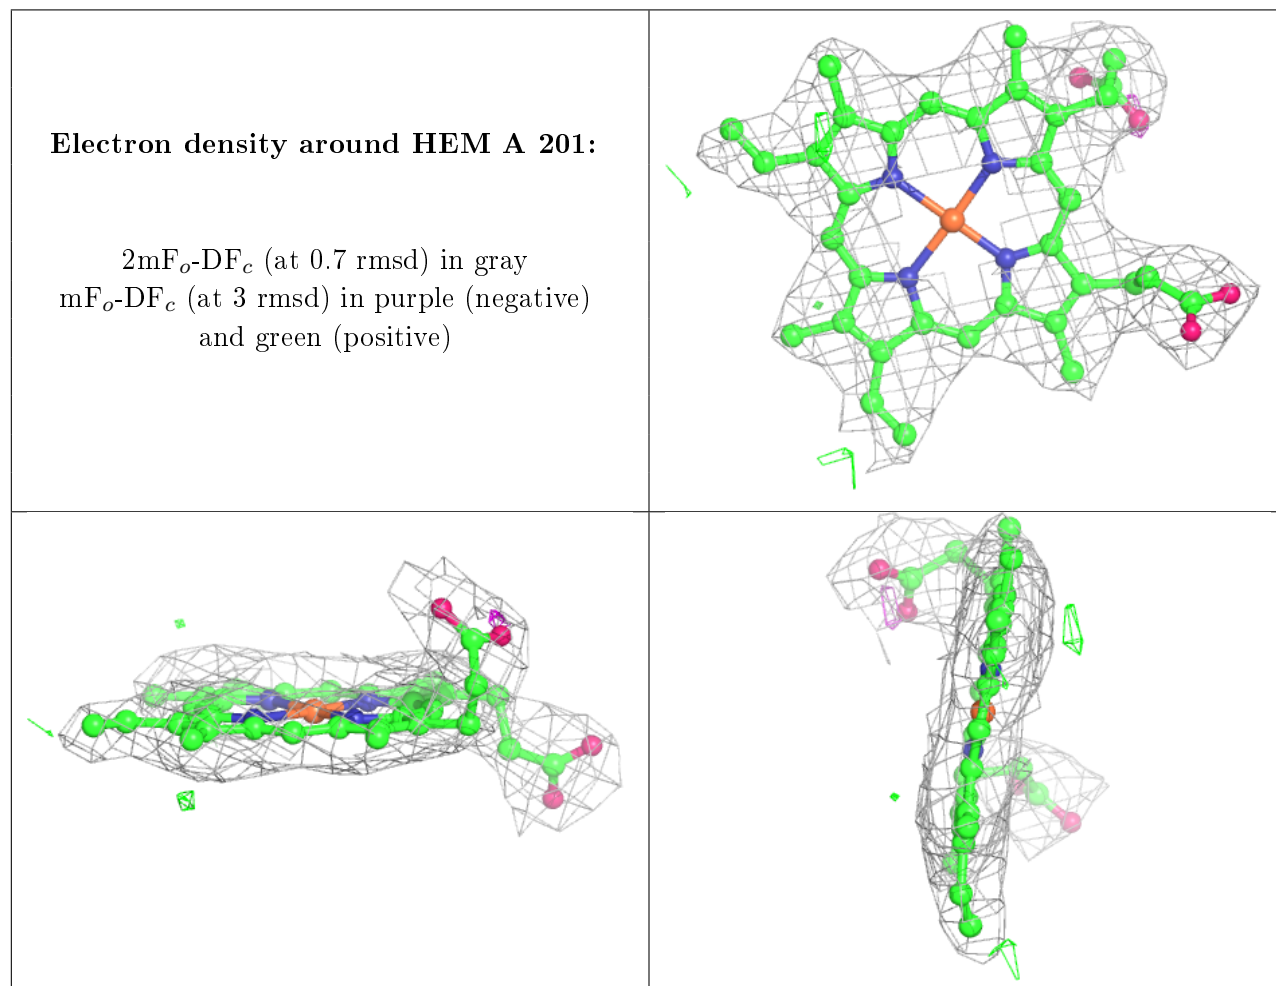 Electron density around HEM A 201:
2mFo-DFc (at 0.7 rmsd) in gray
mFo-DFc (at 3 rmsd) in purple (negative)
and green (positive)